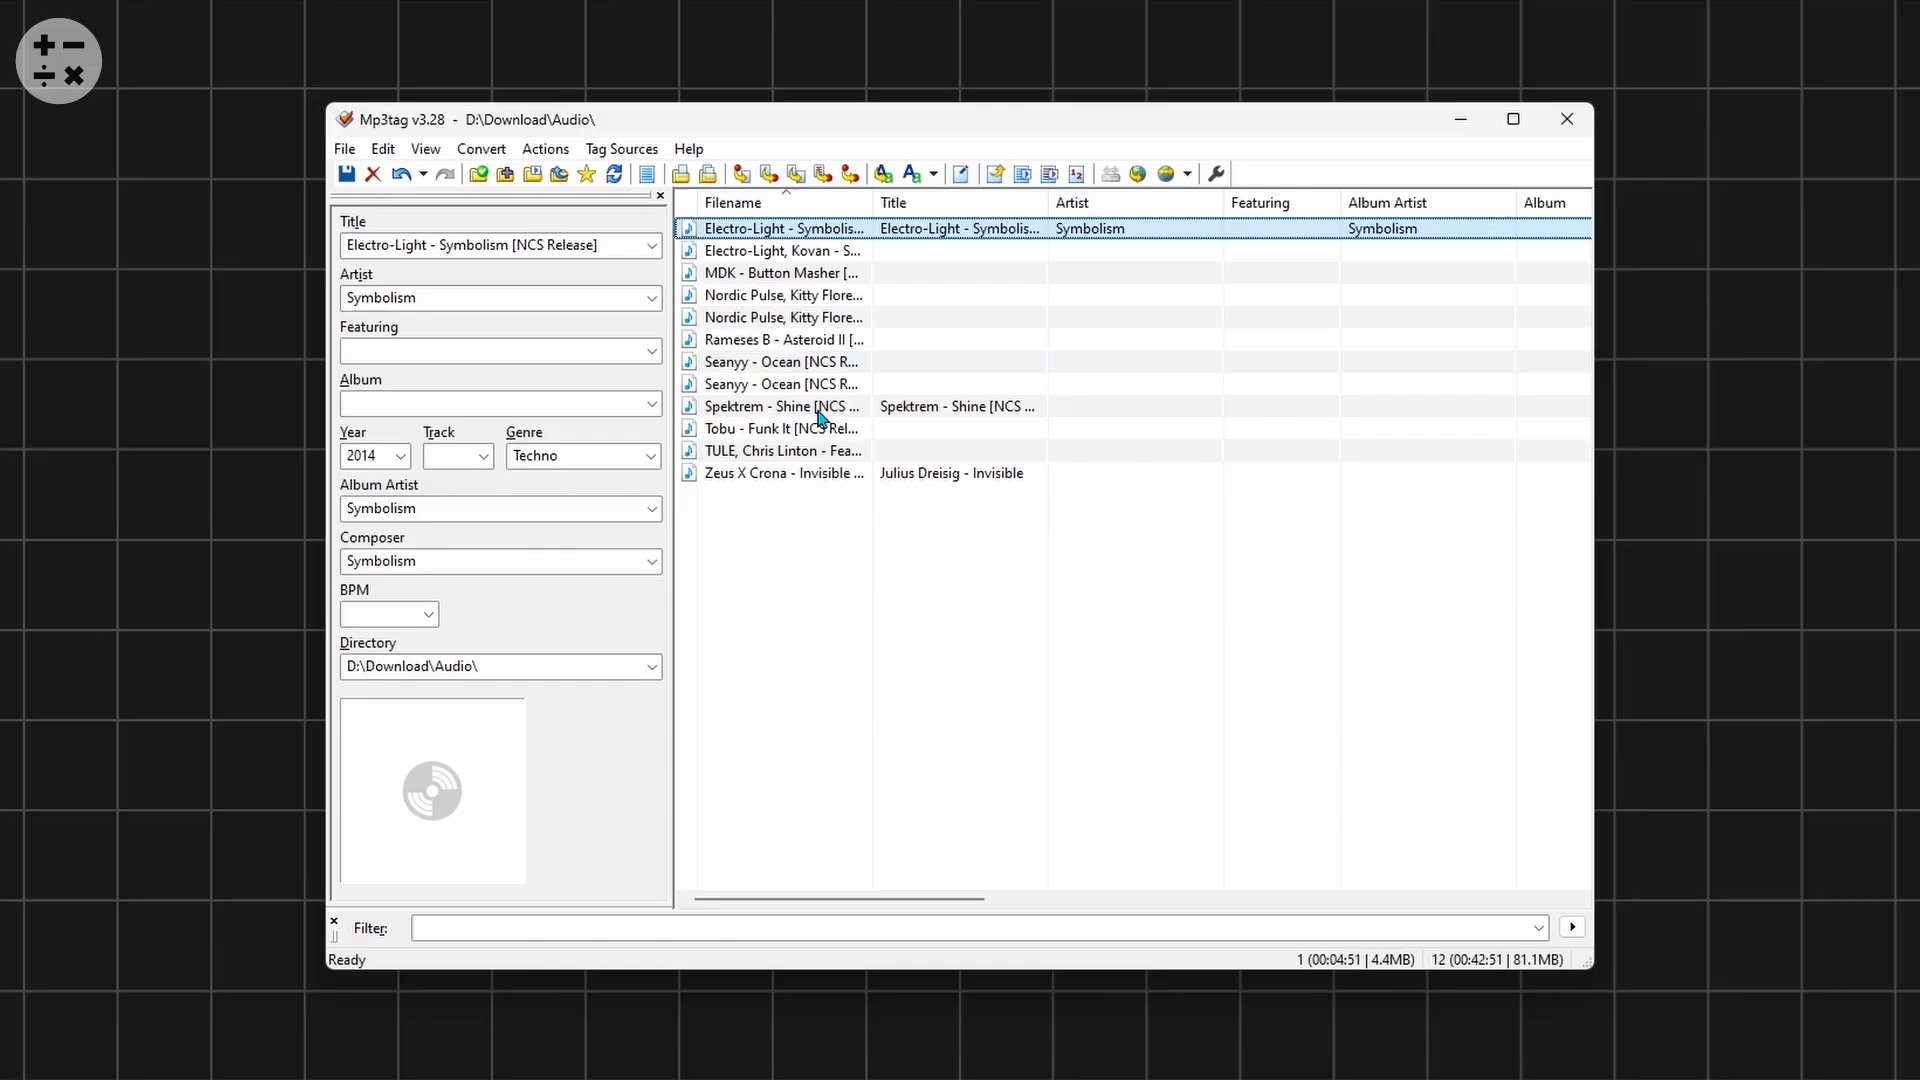 Mp3tag v3.28 - D:\Download\Audio\
File Edit View Convert Actions Tag Sources Help
Title
Electro-Light - Symbolism [NCS Release]
Artist
Symbolism
Featuring
Album
Year Track Genre
2014 Techno
Album Artist
Symbolism
Composer
Symbolism
BPM
Directory
D:\Download\Audio\
Filename Title Artist Featuring Album Artist Album
Electro-Light - Symbolis... Electro-Light - Symbolis... Symbolism Symbolism
Electro-Light, Kovan - S...
MDK - Button Masher [...
Nordic Pulse, Kitty Flore...
Nordic Pulse, Kitty Flore...
Rameses B - Asteroid II [...
Seanyy - Ocean [NCS R...
Seanyy - Ocean [NCS R...
Spektrem - Shine [NCS ... Spektrem - Shine [NCS ...
Tobu - Funk It [NCS Rel...
TULE, Chris Linton - Fea...
Zeus X Crona - Invisible ... Julius Dreisig - Invisible
Filter:
Ready 1 (00:04:51 | 4.4MB) 12 (00:42:51 | 81.1MB)